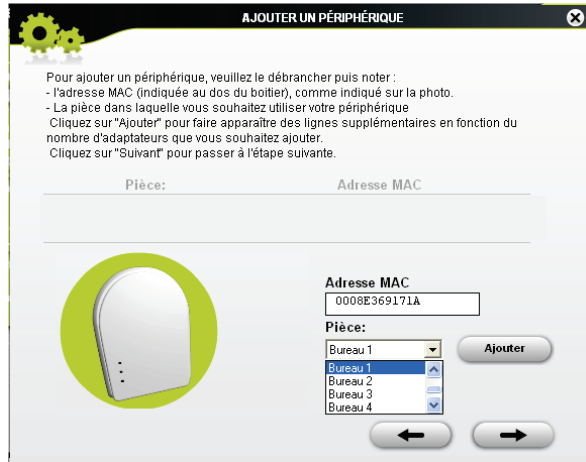 AJOUTER UN PÉRIPHÉRIQUE
Pour ajouter un périphérique, veuillez le débrancher puis noter :
- l'adresse MAC (indiquée au dos du boitier), comme indiqué sur la photo.
- La pièce dans laquelle vous souhaitez utiliser votre périphérique
Cliquez sur "Ajouter" pour faire apparaître des lignes supplémentaires en fonction du
nombre d'adaptateurs que vous souhaitez ajouter.
Cliquez sur "Suivant" pour passer à l'étape suivante.
Pièce: Adresse MAC
Adresse MAC
0008E369171A
Pièce:
Bureau 1 Ajouter
Bureau 1
Bureau 2
Bureau 3
Bureau 4